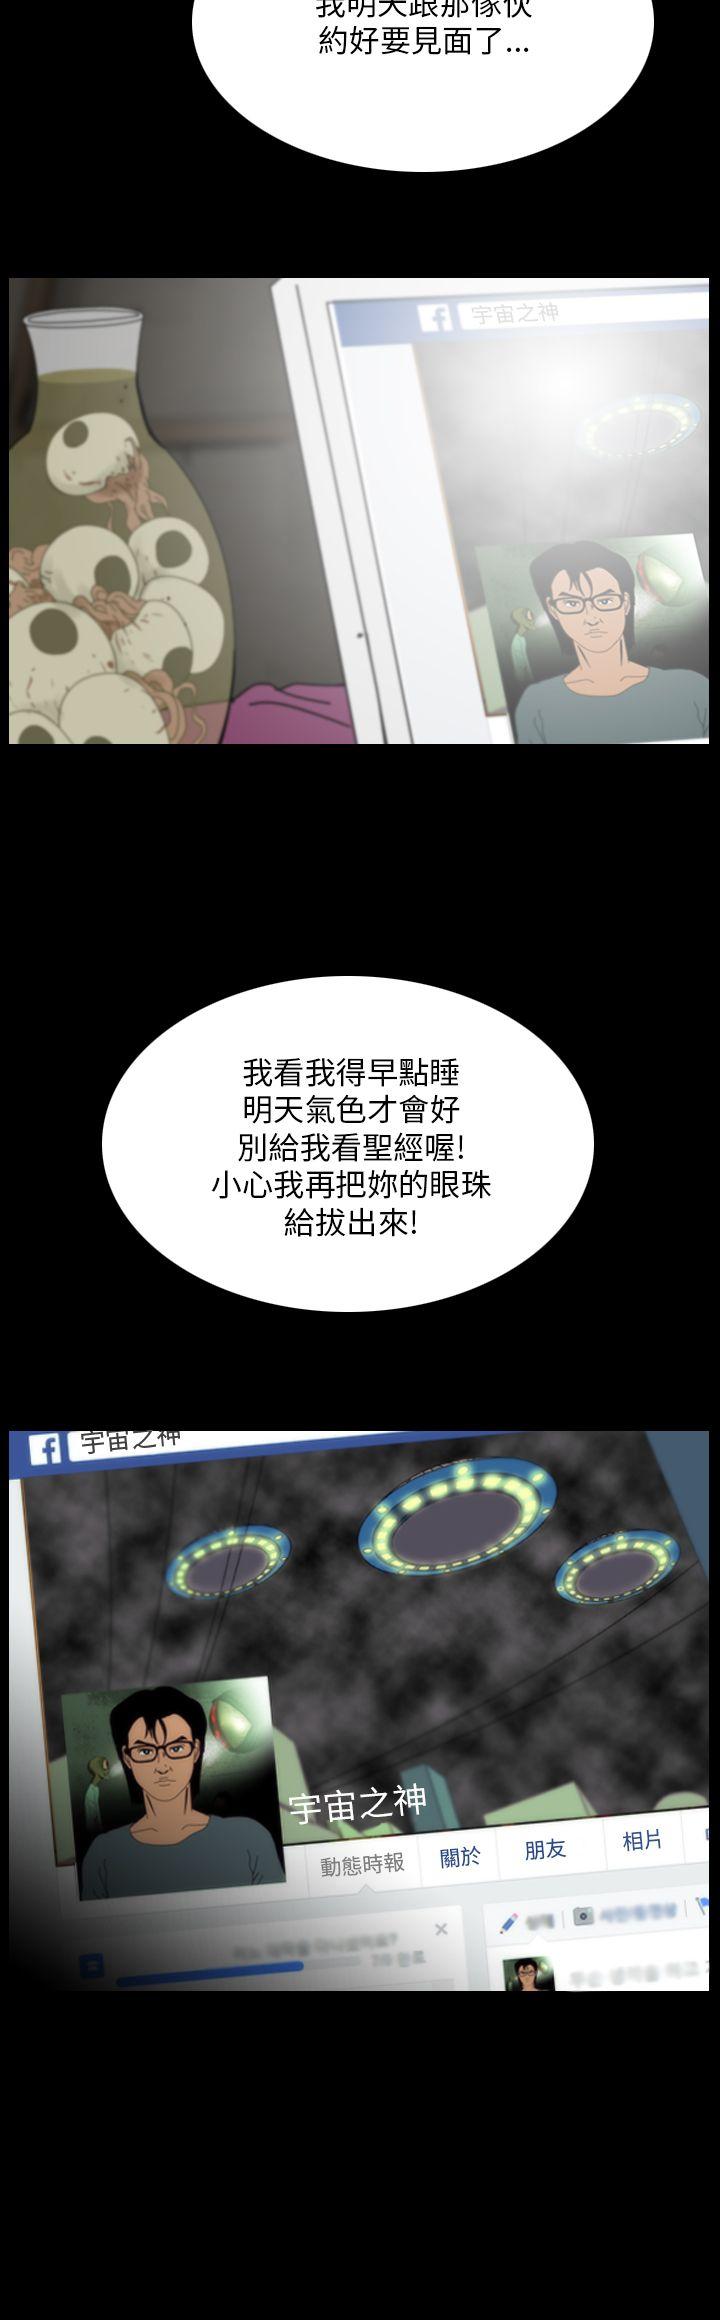 我明天跟那傢伙
約好要見面了...
宇宙之神
我看我得早點睡
明天氣色才會好
別給我看聖經喔!
小心我再把妳的眼珠
給拔出來!
宇宙之神
宇宙之神
動態時報
關於
朋友
相片